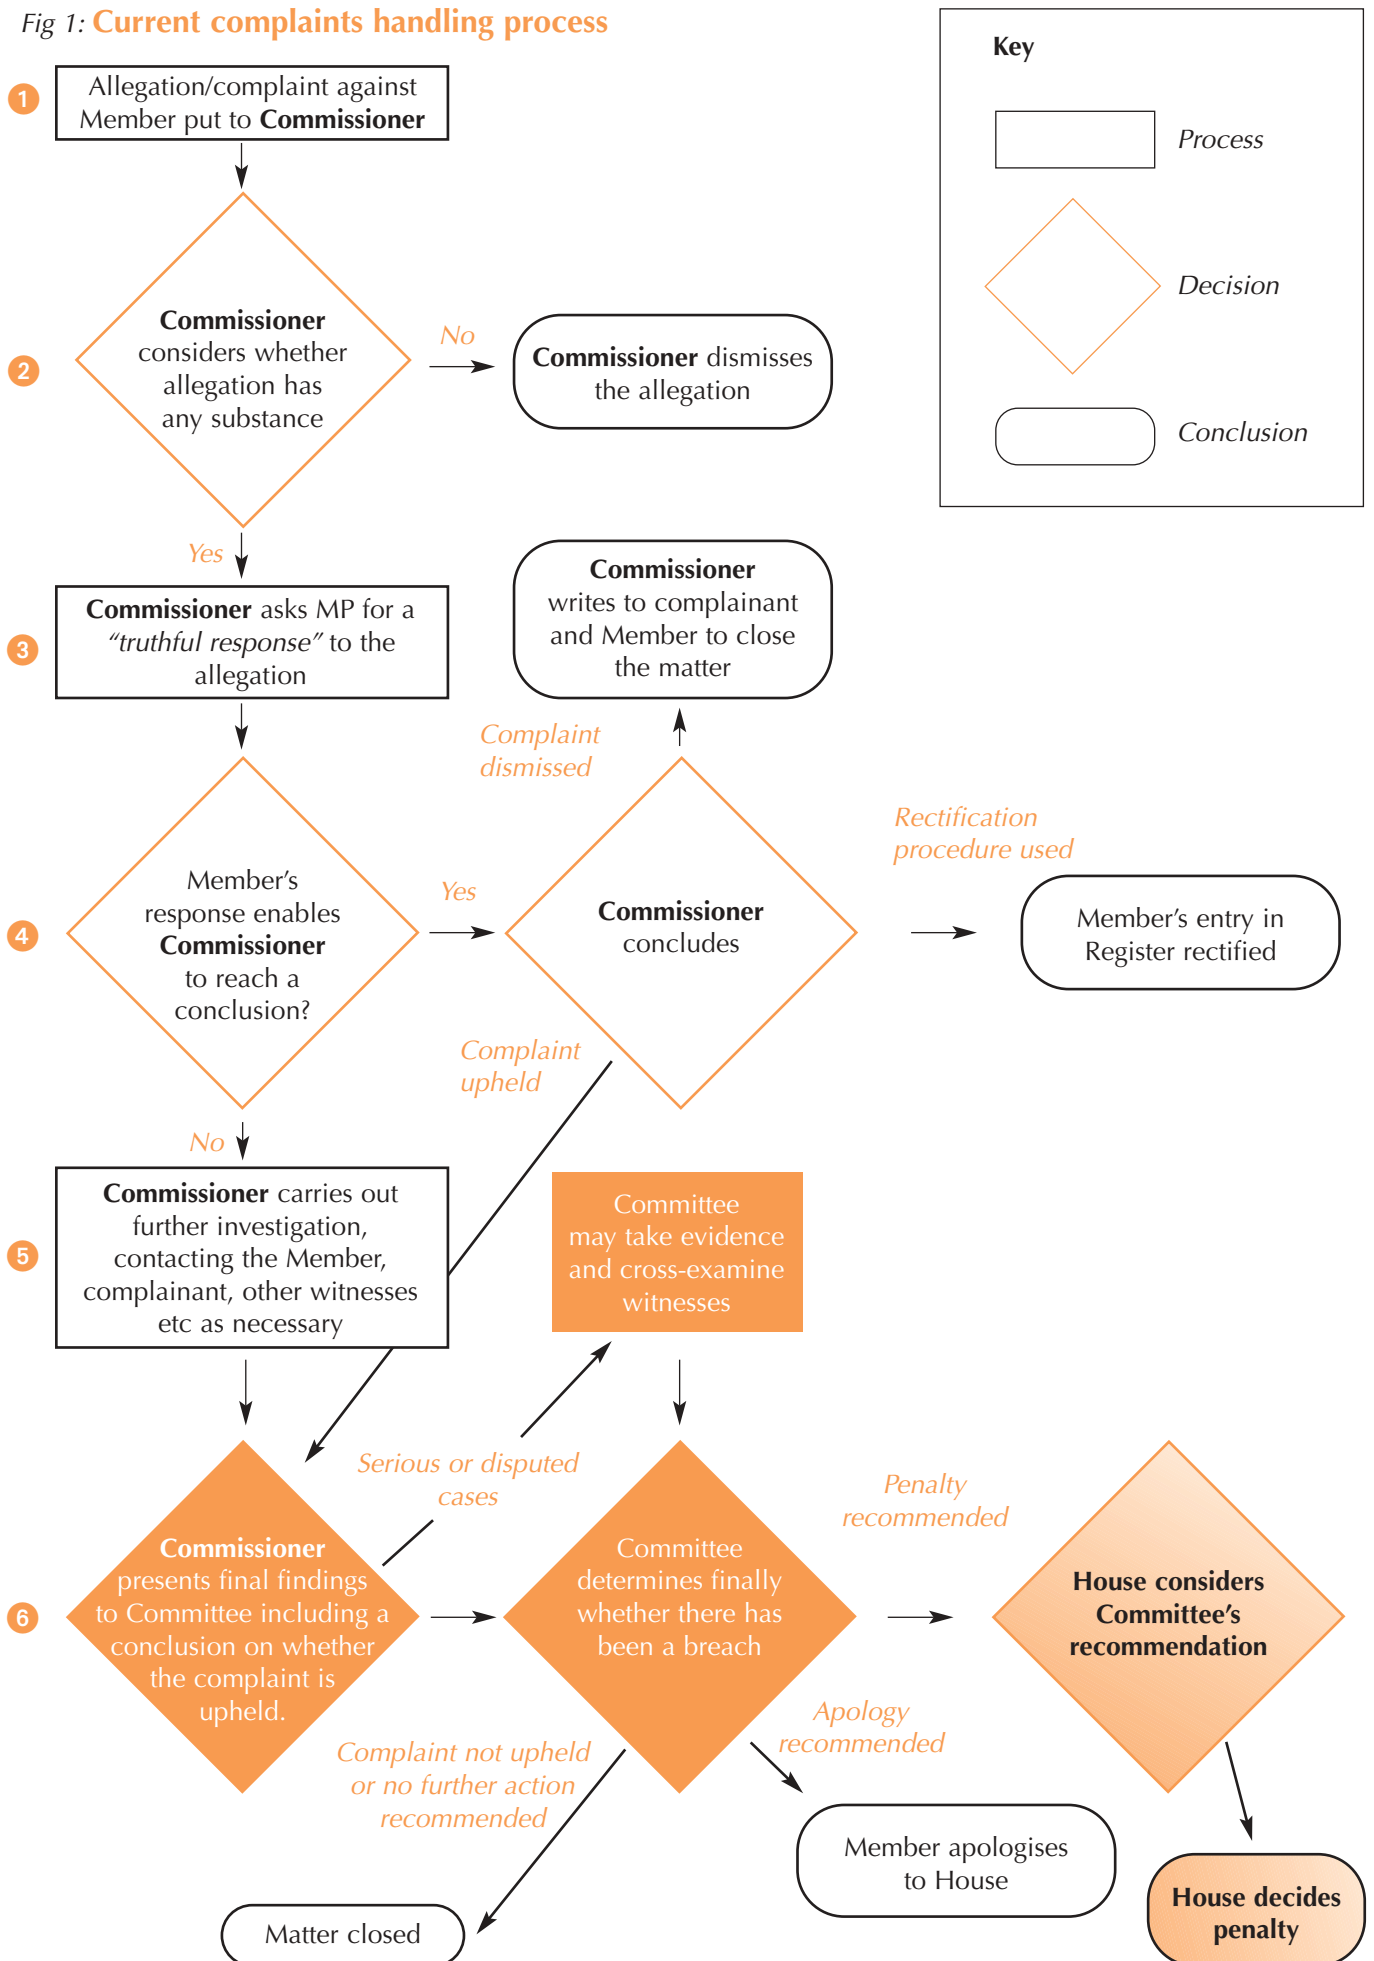 Fig 1: Current complaints handling process
Key
Process
Decision
Conclusion
1
Allegation/complaint against
Member put to Commissioner
2
Commissioner
considers whether
allegation has
any substance
No
Commissioner dismisses
the allegation
Yes
3
Commissioner asks MP for a
“truthful response” to the
allegation
Commissioner
writes to complainant
and Member to close
the matter
Complaint
dismissed
Rectification
procedure used
4
Member’s
response enables
Commissioner
to reach a
conclusion?
Yes
Commissioner
concludes
Member’s entry in
Register rectified
Complaint
upheld
No
5
Commissioner carries out
further investigation,
contacting the Member,
complainant, other witnesses
etc as necessary
Committee
may take evidence
and cross-examine
witnesses
Serious or disputed
cases
6
Commissioner
presents final findings
to Committee including a
conclusion on whether
the complaint is
upheld.
Committee
determines finally
whether there has
been a breach
Penalty
recommended
House considers
Committee’s
recommendation
Complaint not upheld
or no further action
recommended
Apology
recommended
Matter closed
Member apologises
to House
House decides
penalty